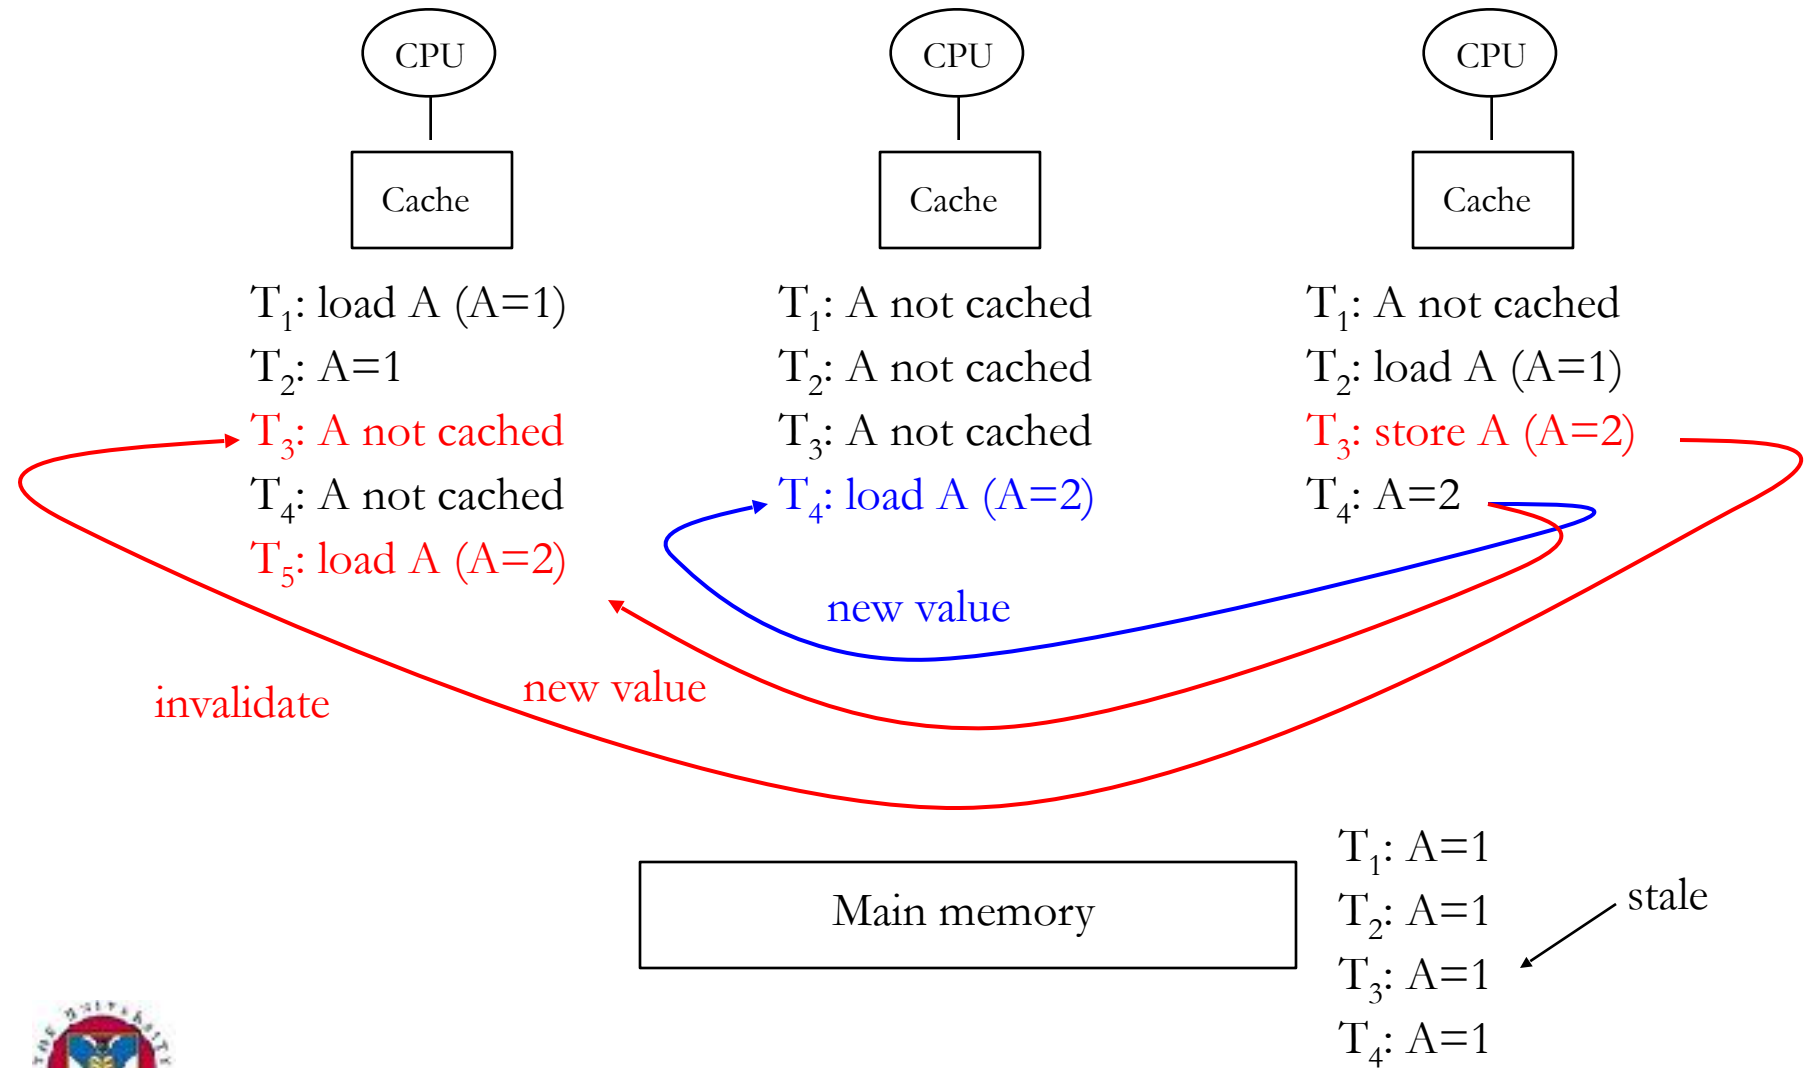 CPU
CPU
CPU
Cache
Cache
Cache
T₁: load A (A=1)
T₂: A=1
T₃: A not cached
T₄: A not cached
T₅: load A (A=2)
T₁: A not cached
T₂: A not cached
T₃: A not cached
T₄: load A (A=2)
T₁: A not cached
T₂: load A (A=1)
T₃: store A (A=2)
T₄: A=2
new value
new value
invalidate
Main memory
T₁: A=1
T₂: A=1
T₃: A=1
T₄: A=1
stale
THE UNIVERSITY